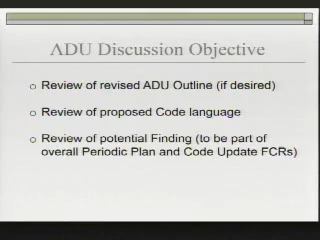 ADU Discussion Objective
Review of revised ADU Outline (if desired)
Review of proposed Code language
Review of potential Finding (to be part of
overall Periodic Plan and Code Update FCRs)